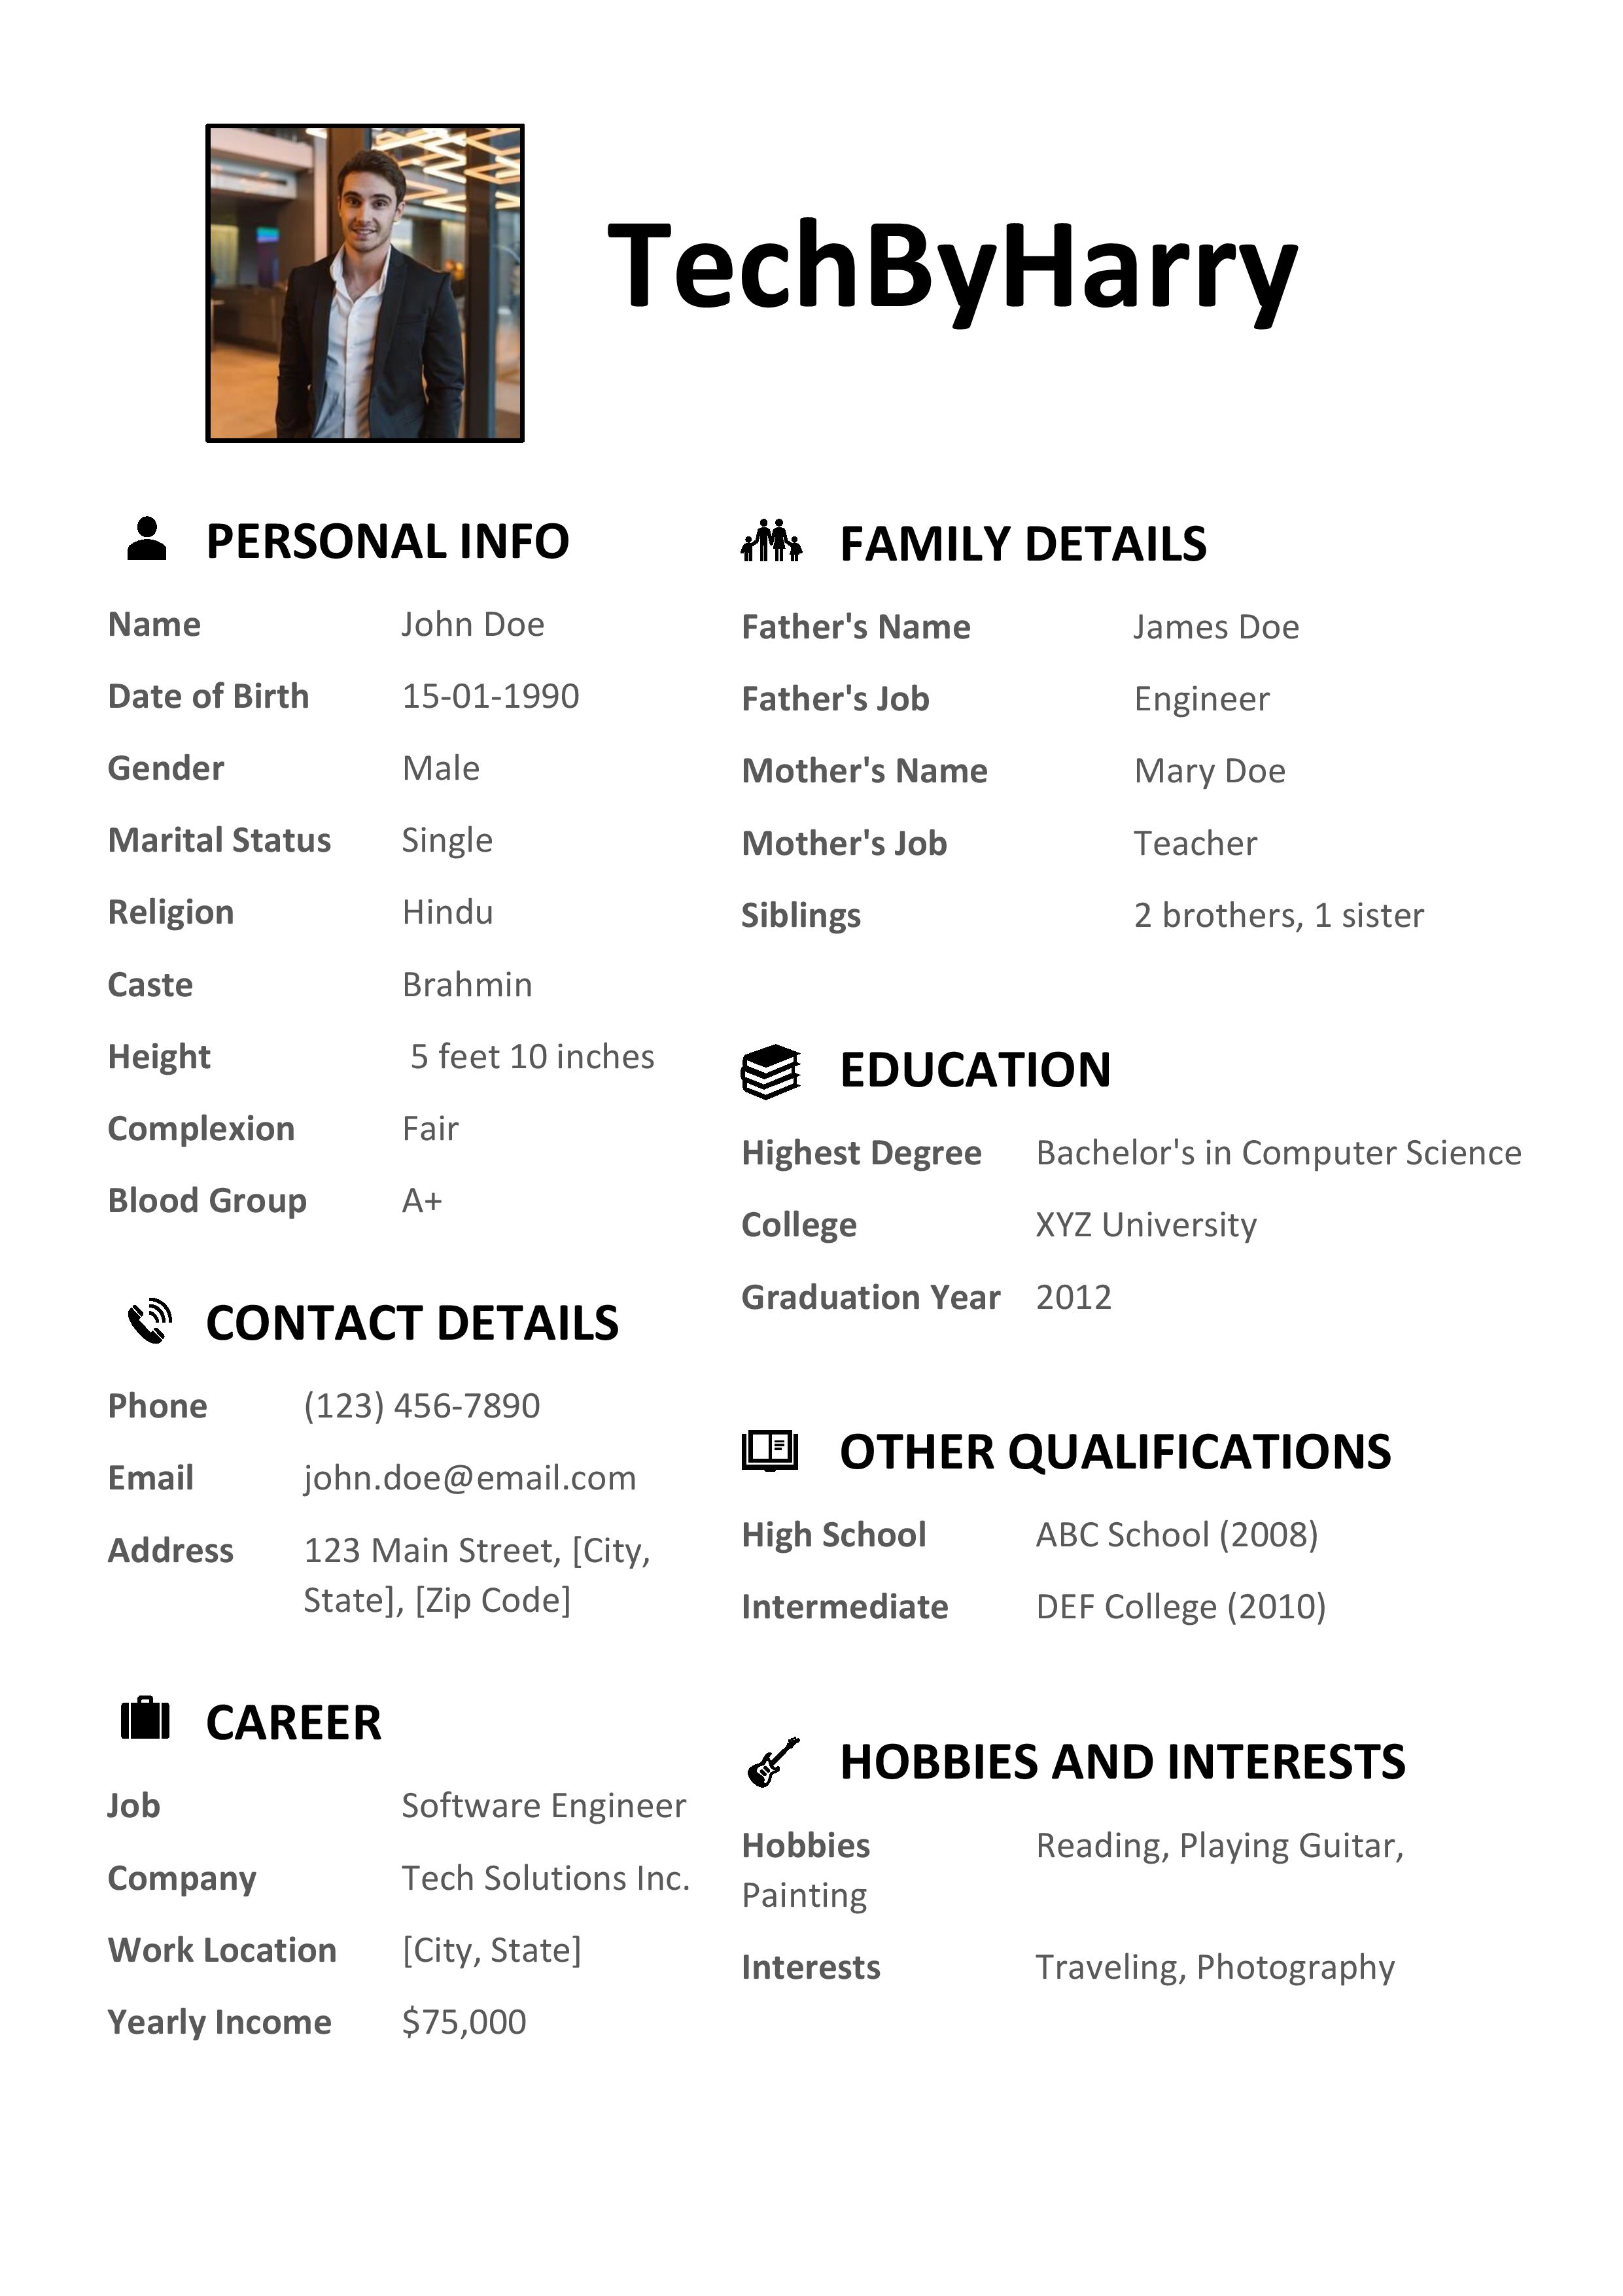 TechByHarry
PERSONAL INFO
Name John Doe
Date of Birth 15-01-1990
Gender Male
Marital Status Single
Religion Hindu
Caste Brahmin
Height 5 feet 10 inches
Complexion Fair
Blood Group A+
CONTACT DETAILS
Phone (123) 456-7890
Email john.doe@email.com
Address 123 Main Street, [City,
State], [Zip Code]
CAREER
Job Software Engineer
Company Tech Solutions Inc.
Work Location [City, State]
Yearly Income $75,000
FAMILY DETAILS
Father's Name James Doe
Father's Job Engineer
Mother's Name Mary Doe
Mother's Job Teacher
Siblings 2 brothers, 1 sister
EDUCATION
Highest Degree Bachelor's in Computer Science
College XYZ University
Graduation Year 2012
OTHER QUALIFICATIONS
High School ABC School (2008)
Intermediate DEF College (2010)
HOBBIES AND INTERESTS
Hobbies Reading, Playing Guitar,
Painting
Interests Traveling, Photography